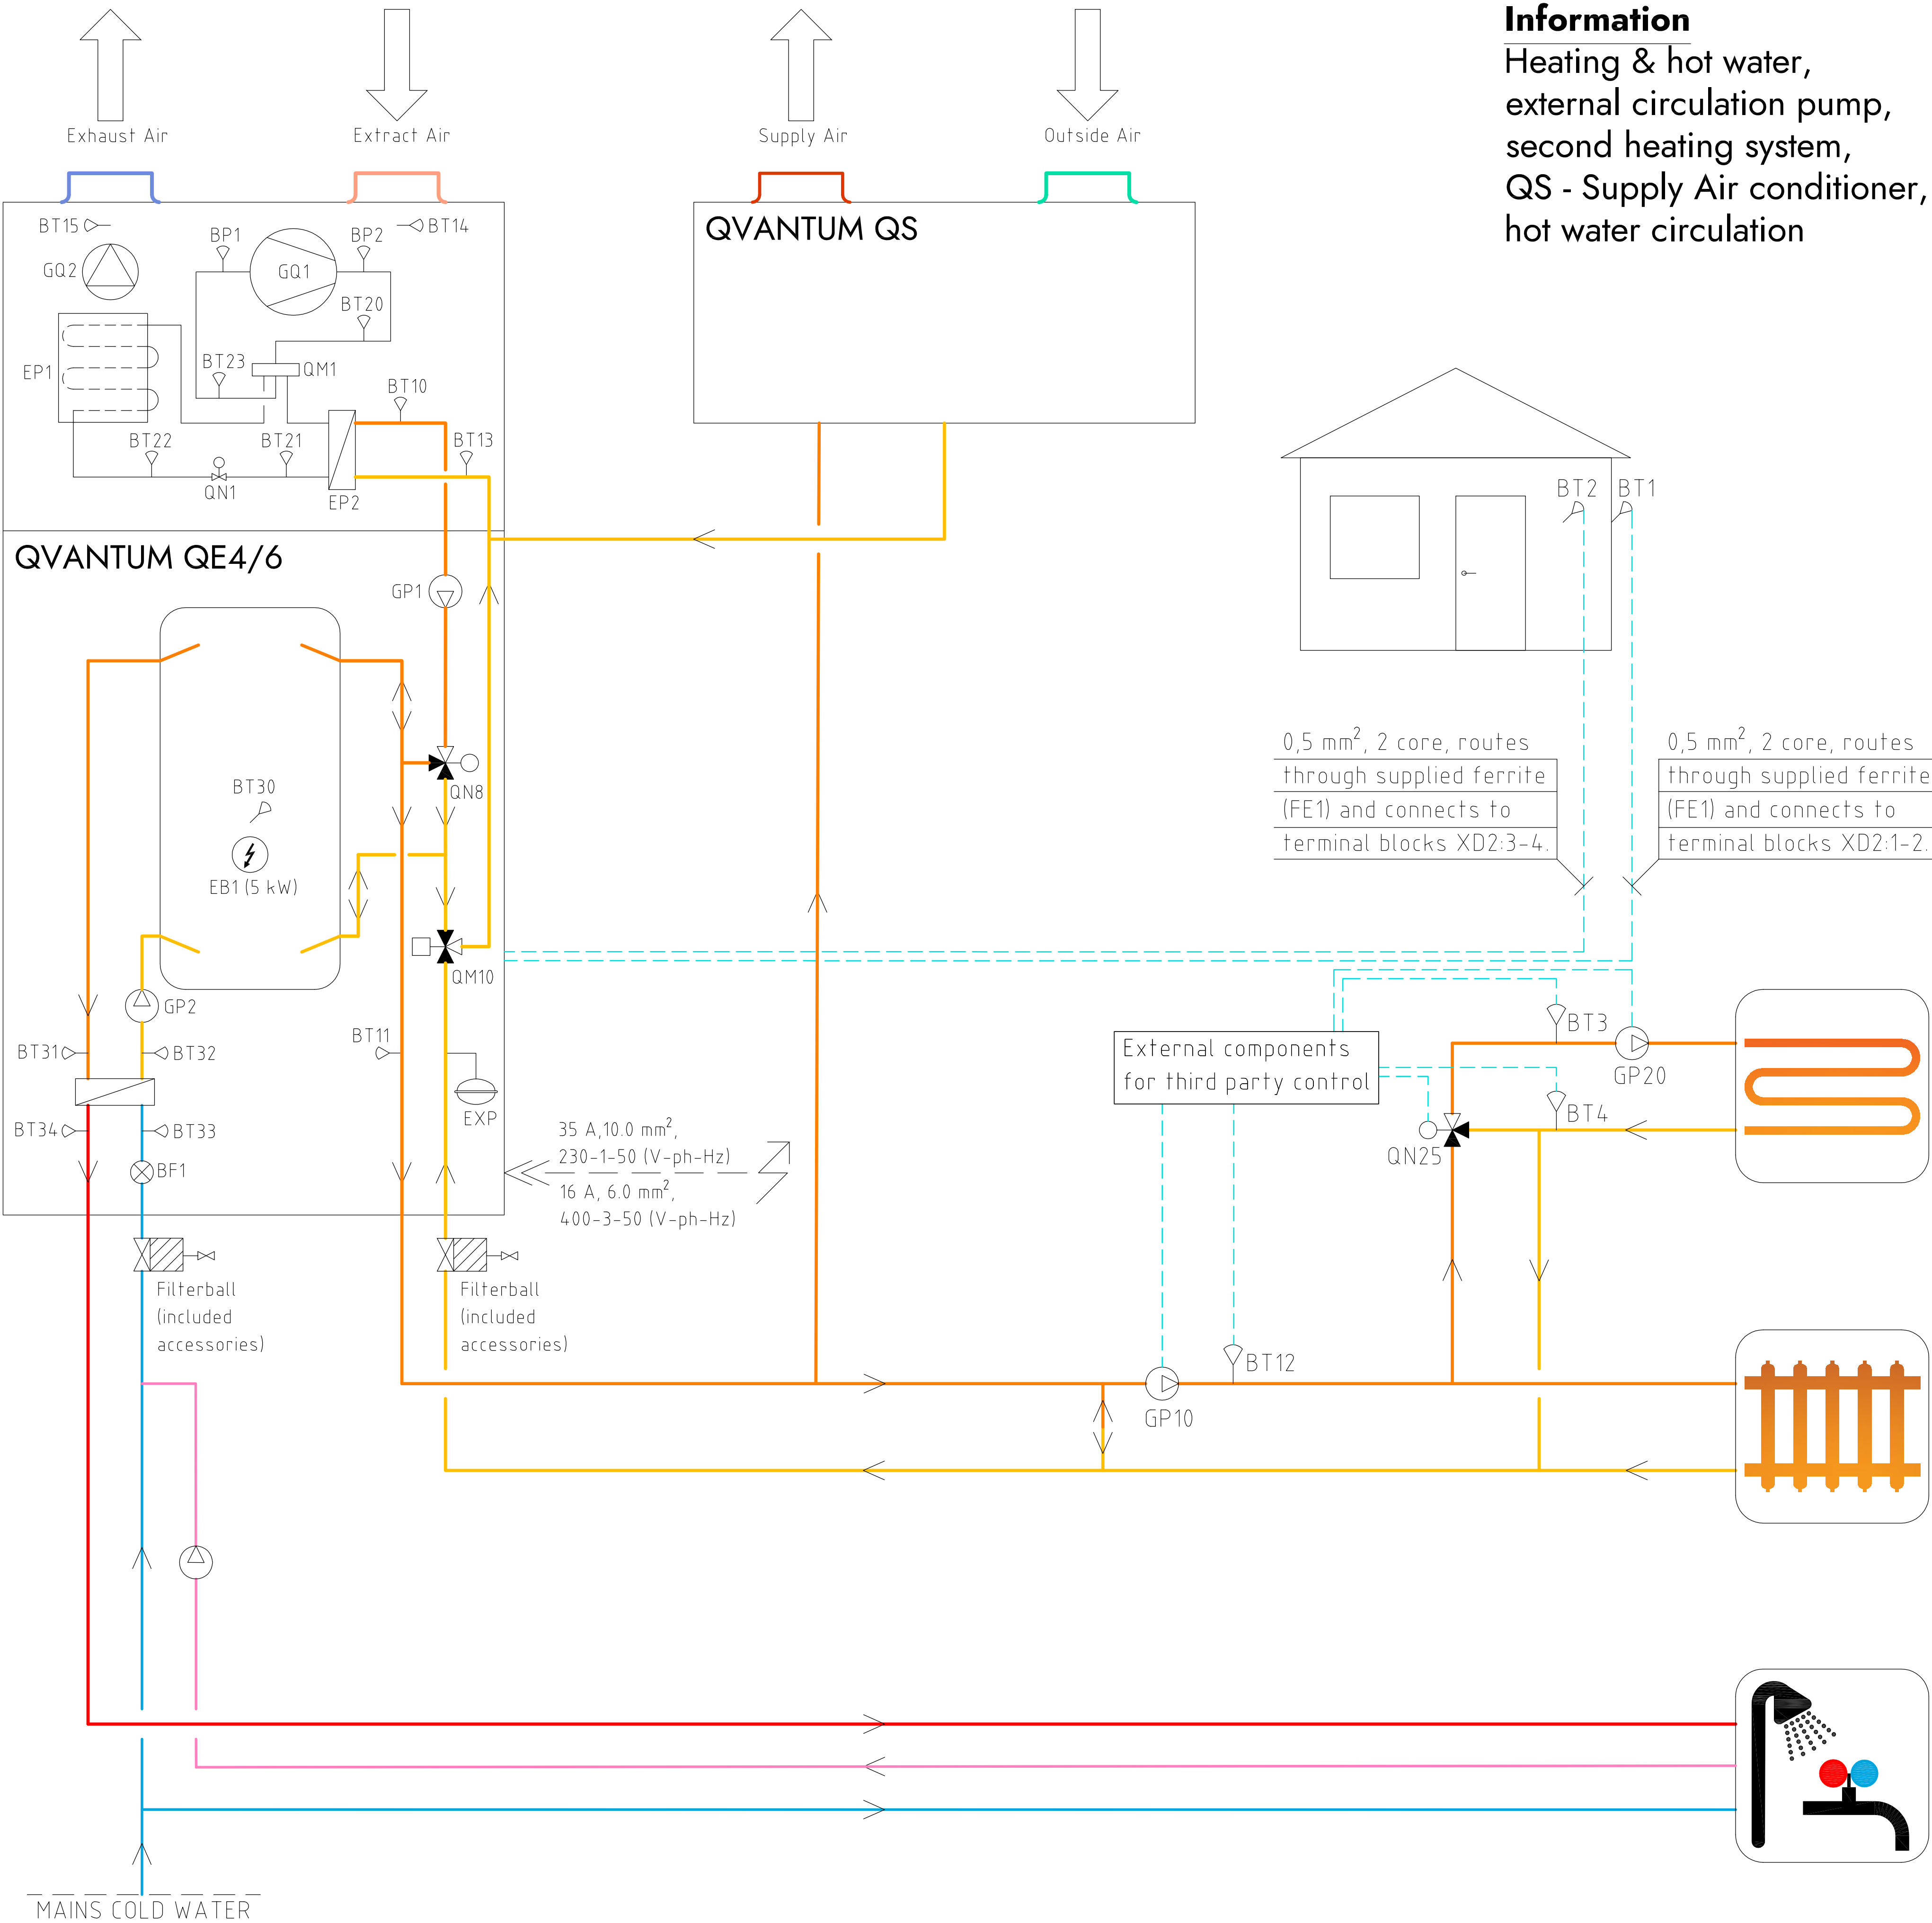 Information
Heating & hot water,
external circulation pump,
second heating system,
QS - Supply Air conditioner,
hot water circulation
Exhaust Air
Extract Air
Supply Air
Outside Air
BT15
BT14
BP1
BP2
GQ2
GQ1
BT20
EP1
BT23
QM1
BT10
BT22
BT21
BT13
QN1
EP2
QVANTUM QS
QVANTUM QE4/6
GP1
BT30
EB1 (5 kW)
QN8
QM10
GP2
BT31
BT32
BT11
EXP
BT34
BT33
BF1
35 A,10.0 mm²,
230-1-50 (V-ph-Hz)
16 A, 6.0 mm²,
400-3-50 (V-ph-Hz)
Filterball
(included
accessories)
Filterball
(included
accessories)
BT2
BT1
0,5 mm², 2 core, routes
through supplied ferrite
(FE1) and connects to
terminal blocks XD2:3-4.
0,5 mm², 2 core, routes
through supplied ferrite
(FE1) and connects to
terminal blocks XD2:1-2.
External components
for third party control
BT3
GP20
BT4
QN25
BT12
GP10
MAINS COLD WATER